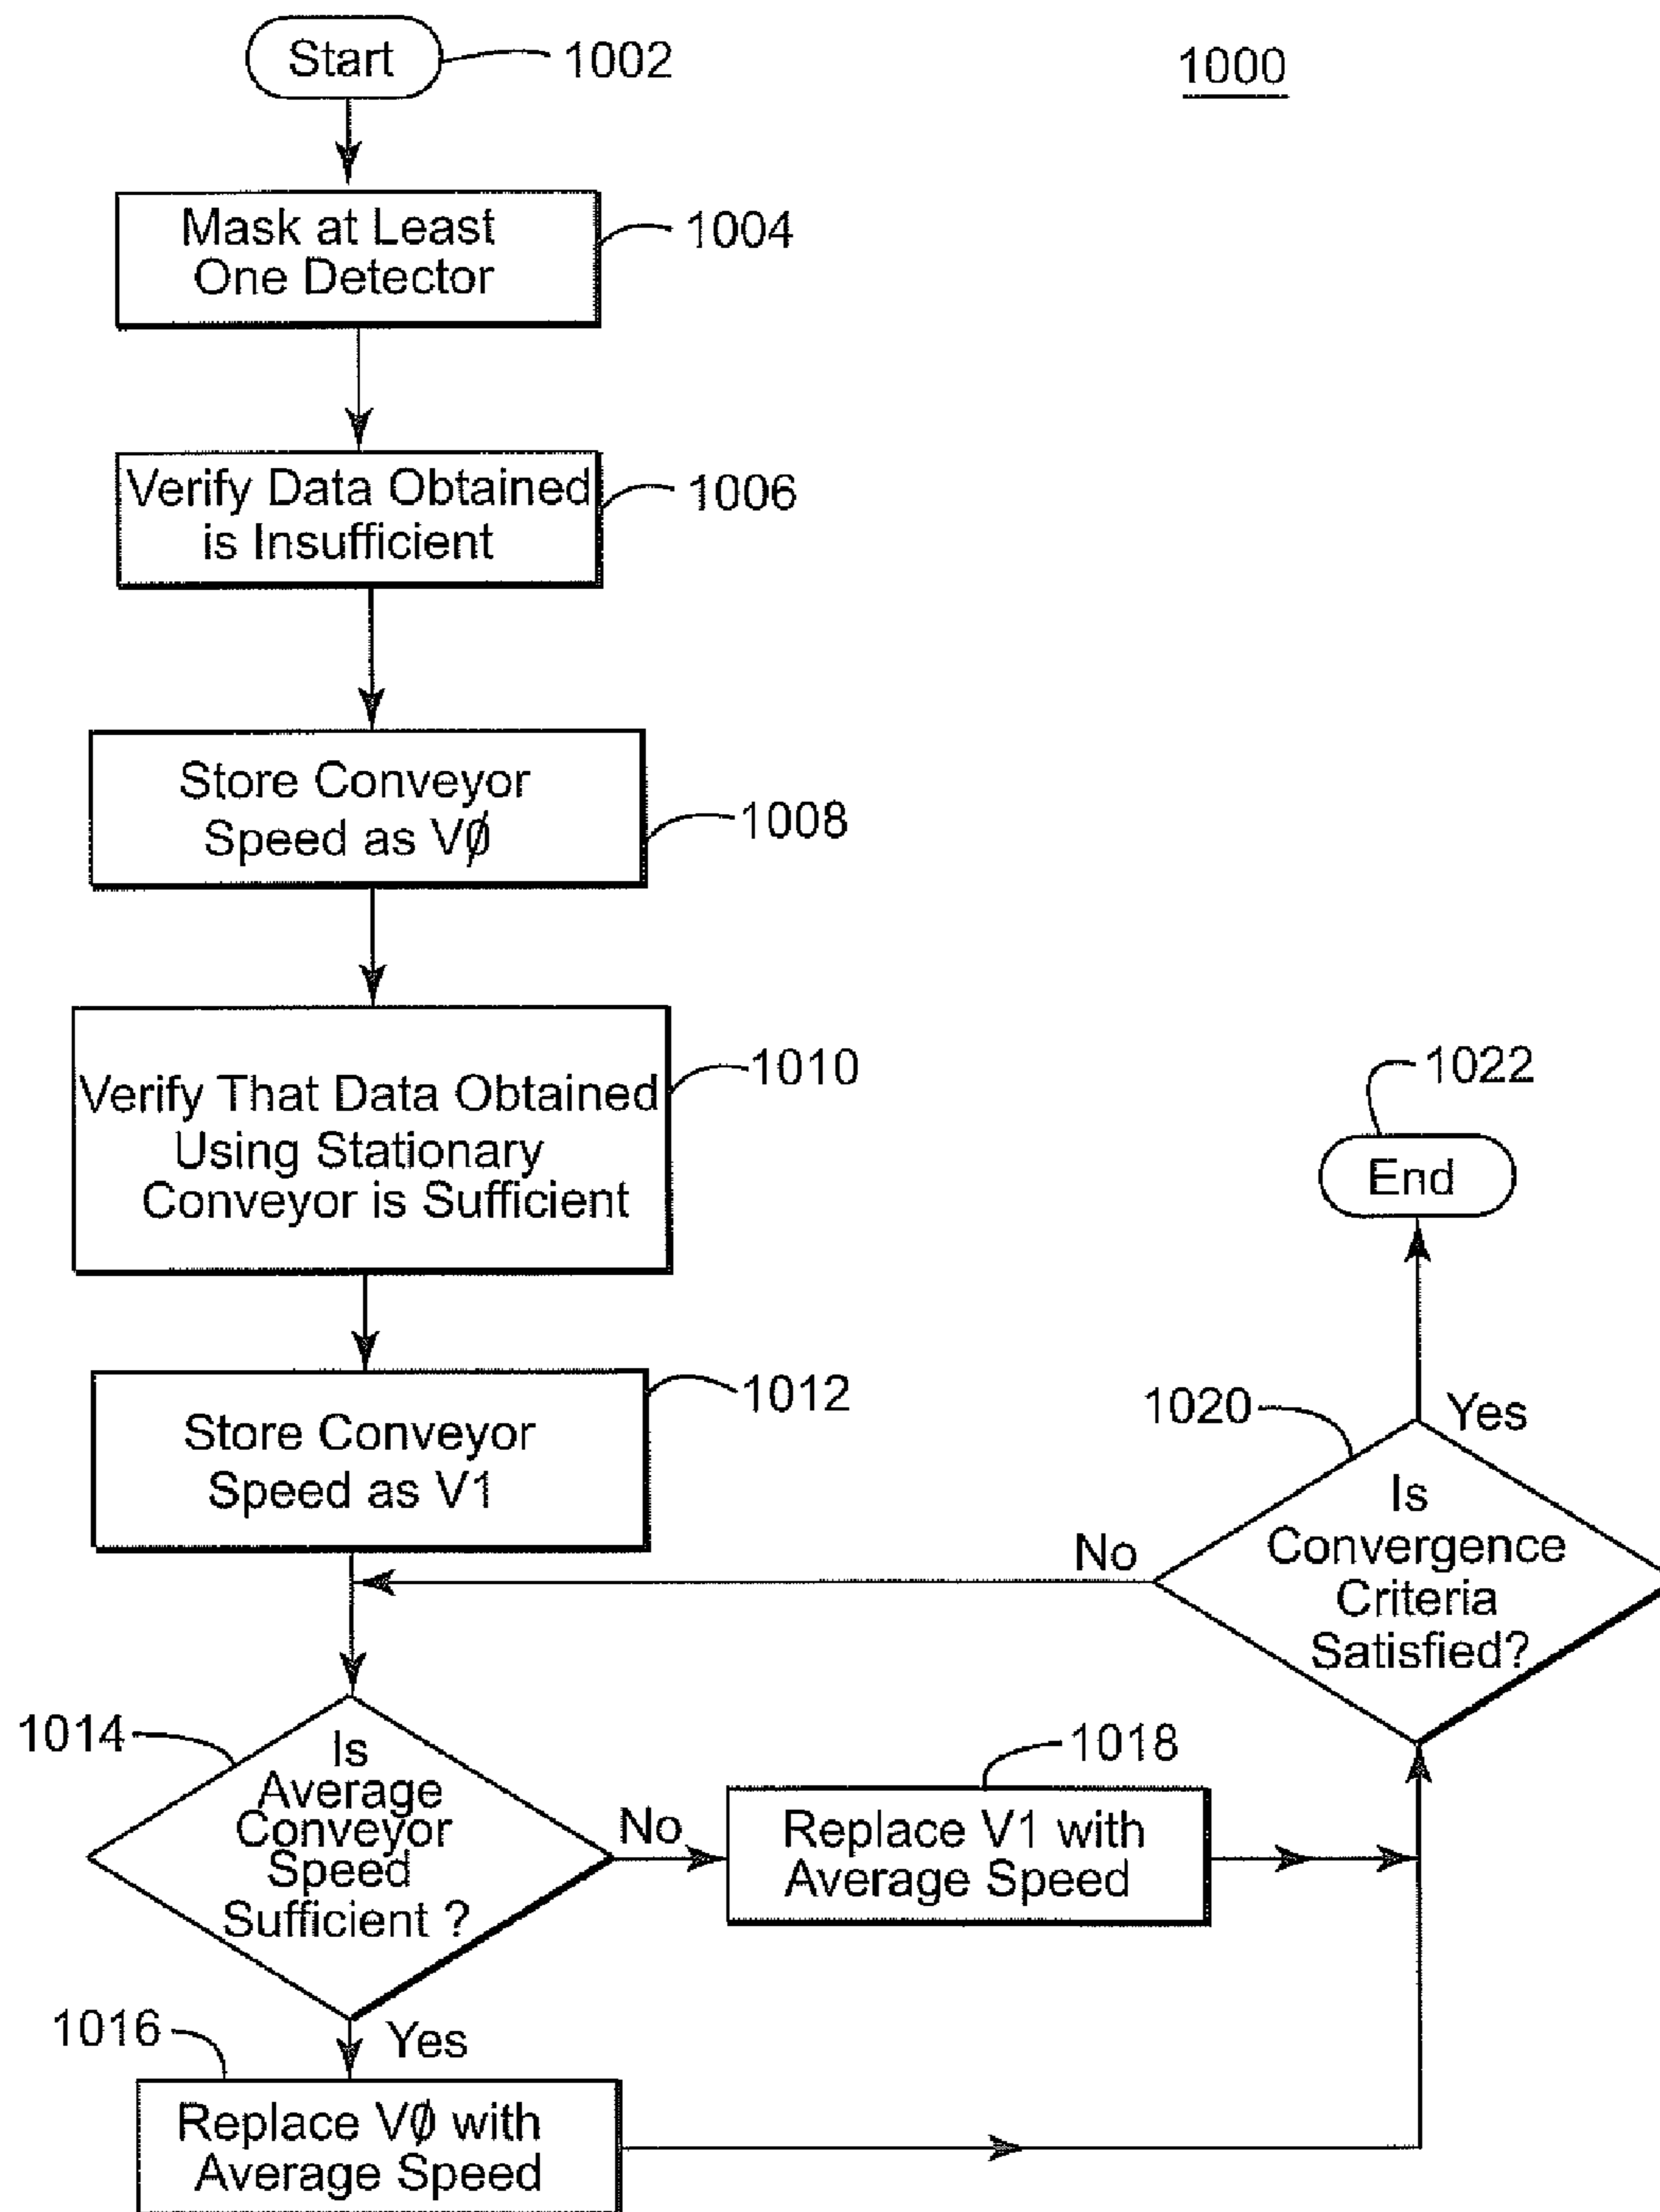 Start
1002
1000
Mask at Least
One Detector
1004
Verify Data Obtained
is Insufficient
1006
Store Conveyor
Speed as V∅
1008
Verify That Data Obtained
Using Stationary
Conveyor is Sufficient
1010
Store Conveyor
Speed as V1
1012
1022
End
1020
Yes
Is
Convergence
Criteria
Satisfied?
No
1014
Is
Average
Conveyor
Speed
Sufficient ?
No
1018
Replace V1 with
Average Speed
Yes
1016
Replace V∅ with
Average Speed